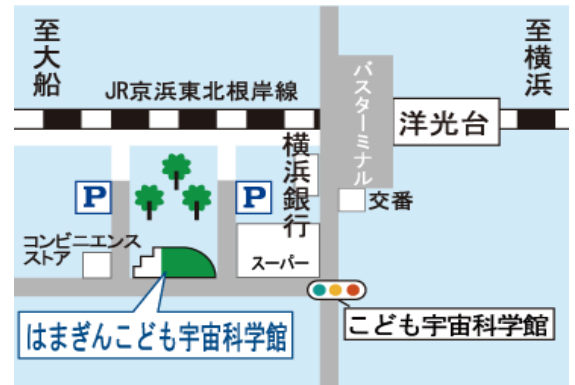 至大船
至横浜
JR京浜東北根岸線
バスターミナル
洋光台
横浜銀行
P
P
交番
コンビニエンス
ストア
スーパー
はまぎんこども宇宙科学館
こども宇宙科学館